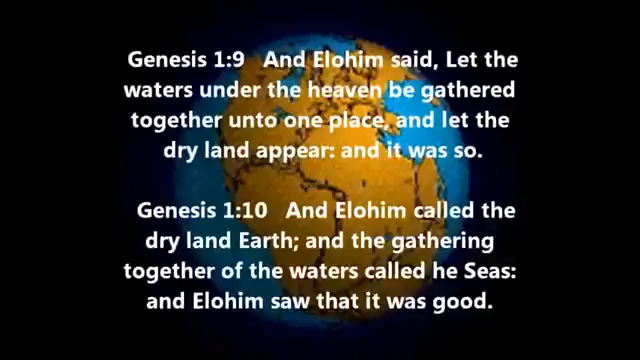 Genesis 1:9 And Elohim said, Let the
waters under the heaven be gathered
together unto one place, and let the
dry land appear: and it was so.
Genesis 1:10 And Elohim called the
dry land Earth; and the gathering
together of the waters called he Seas:
and Elohim saw that it was good.